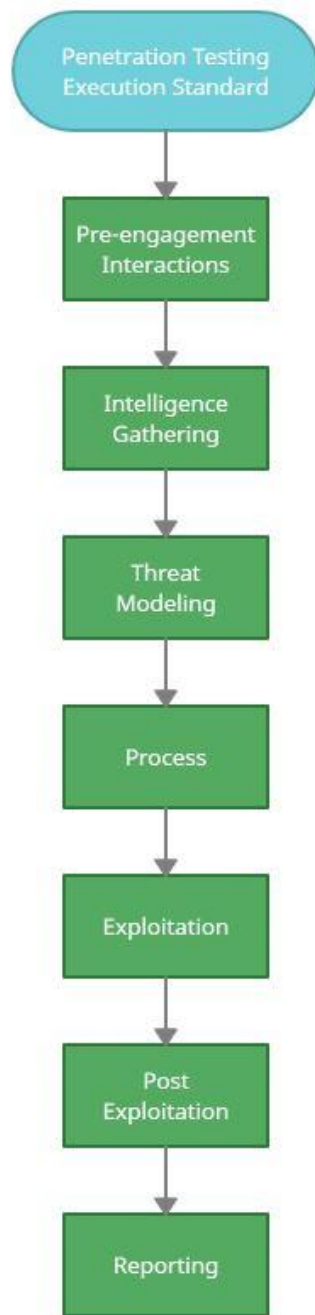 Penetration Testing
Execution Standard
Pre-engagement
Interactions
Intelligence
Gathering
Threat
Modeling
Process
Exploitation
Post
Exploitation
Reporting